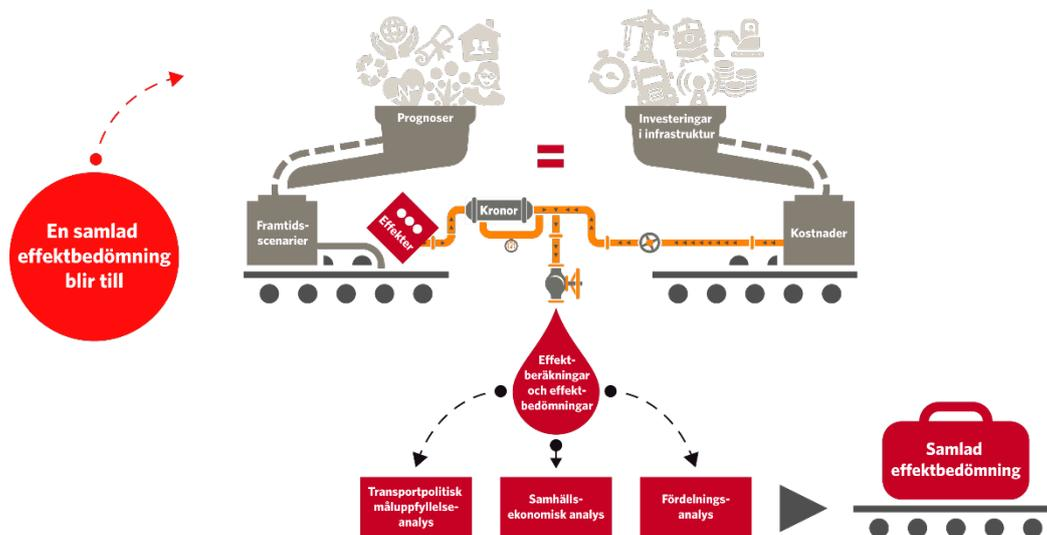 En samlad
effektbedömning
blir till
Prognoser
Investeringar
i infrastruktur
Framtids-
scenarier
Effekter
Kronor
Kostnader
Effekt-
beräkningar
och effekt-
bedömningar
Transportpolitisk
måluppfyllelse-
analys
Samhälls-
ekonomisk analys
Fördelnings-
analys
Samlad
effektbedömning